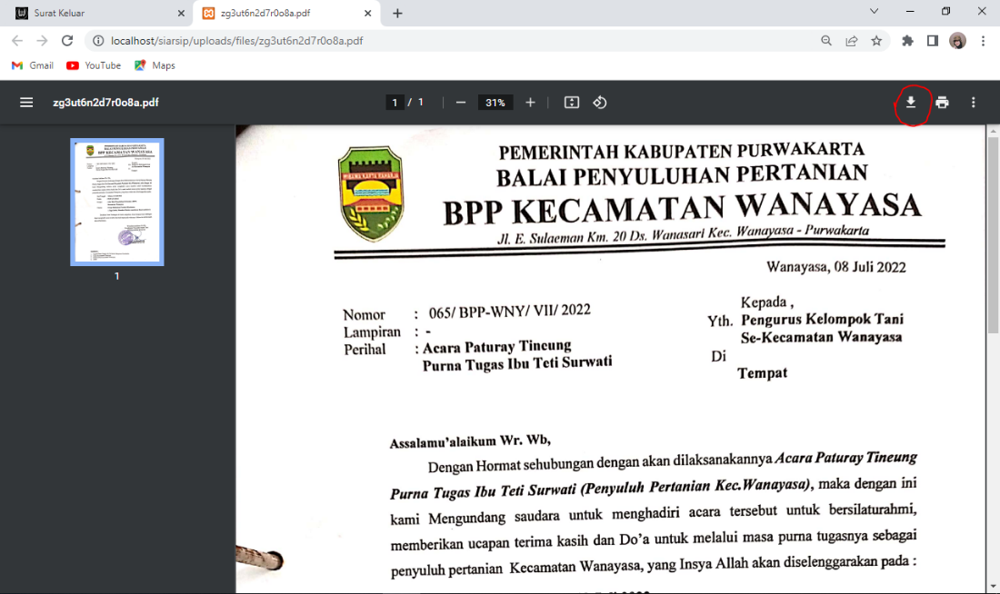 Surat Keluar
zg3ut6n2d7r0o8a.pdf
localhost/siarsip/uploads/files/zg3ut6n2d7r0o8a.pdf
Gmail YouTube Maps
zg3ut6n2d7r0o8a.pdf 1 / 1 31%
1
PEMERINTAH KABUPATEN PURWAKARTA
BALAI PENYULUHAN PERTANIAN
BPP KECAMATAN WANAYASA
Jl. E. Sulaeman Km. 20 Ds. Wanasari Kec. Wanayasa - Purwakarta
Wanayasa, 08 Juli 2022
Nomor : 065/ BPP-WNY/ VII/ 2022
Lampiran : -
Perihal : Acara Paturay Tineung
Purna Tugas Ibu Teti Surwati
Kepada ,
Yth. Pengurus Kelompok Tani
Se-Kecamatan Wanayasa
Di
Tempat
Assalamu'alaikum Wr. Wb,
Dengan Hormat sehubungan dengan akan dilaksanakannya Acara Paturay Tineung
Purna Tugas Ibu Teti Surwati (Penyuluh Pertanian Kec.Wanayasa), maka dengan ini
kami Mengundang saudara untuk menghadiri acara tersebut untuk bersilaturahmi,
memberikan ucapan terima kasih dan Do'a untuk melalui masa purna tugasnya sebagai
penyuluh pertanian Kecamatan Wanayasa, yang Insya Allah akan diselenggarakan pada :